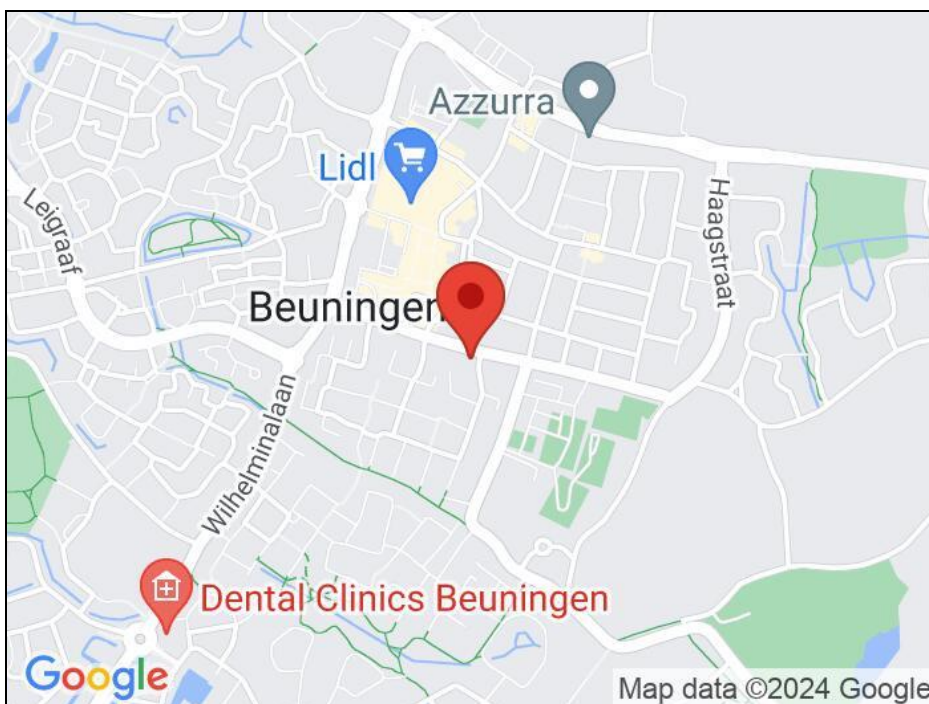 Azzurra
Lidl
Haagstraat
Leigraaf
Beuningen
Wilhelminalaan
Dental Clinics Beuningen
Google
Map data ©2024 Google